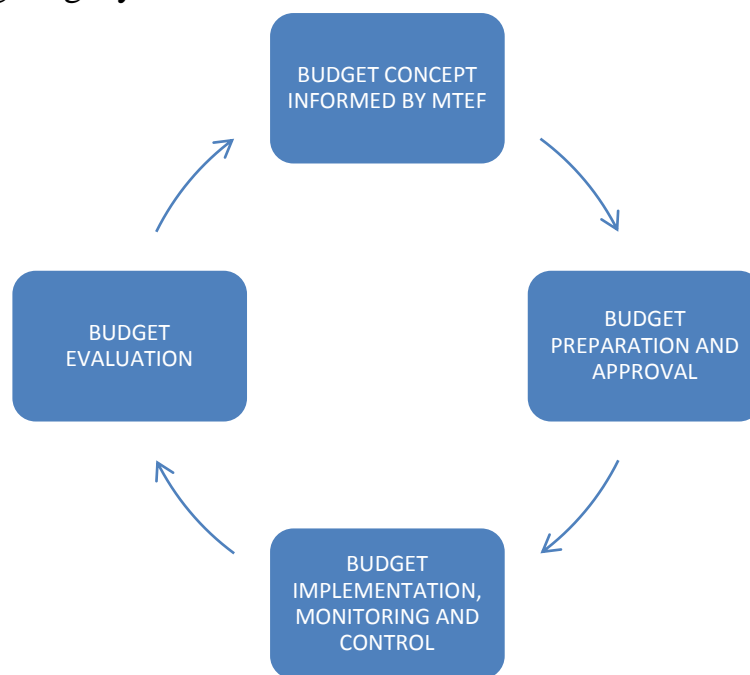 BUDGET CONCEPT
INFORMED BY MTEF
BUDGET
PREPARATION AND
APPROVAL
BUDGET
IMPLEMENTATION,
MONITORING AND
CONTROL
BUDGET
EVALUATION